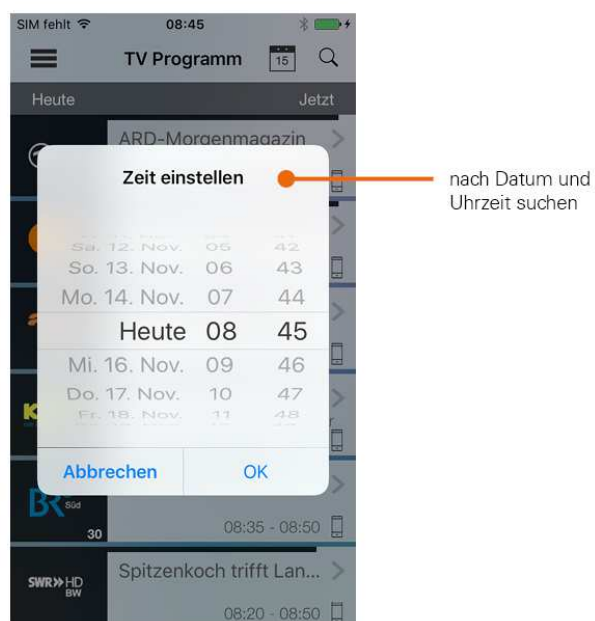 SIM fehlt 08:45
TV Programm 15
Heute Jetzt
ARD-Morgenmagazin
Zeit einstellen
nach Datum und
Uhrzeit suchen
Sa. 12. Nov. 05 42
So. 13. Nov. 06 43
Mo. 14. Nov. 07 44
Heute 08 45
Mi. 16. Nov. 09 46
Do. 17. Nov. 10 47
Fr. 18. Nov. 11 48
Abbrechen OK
BR Süd
30
08:35 - 08:50
SWR HD
BW
Spitzenkoch trifft Lan...
08:20 - 08:50